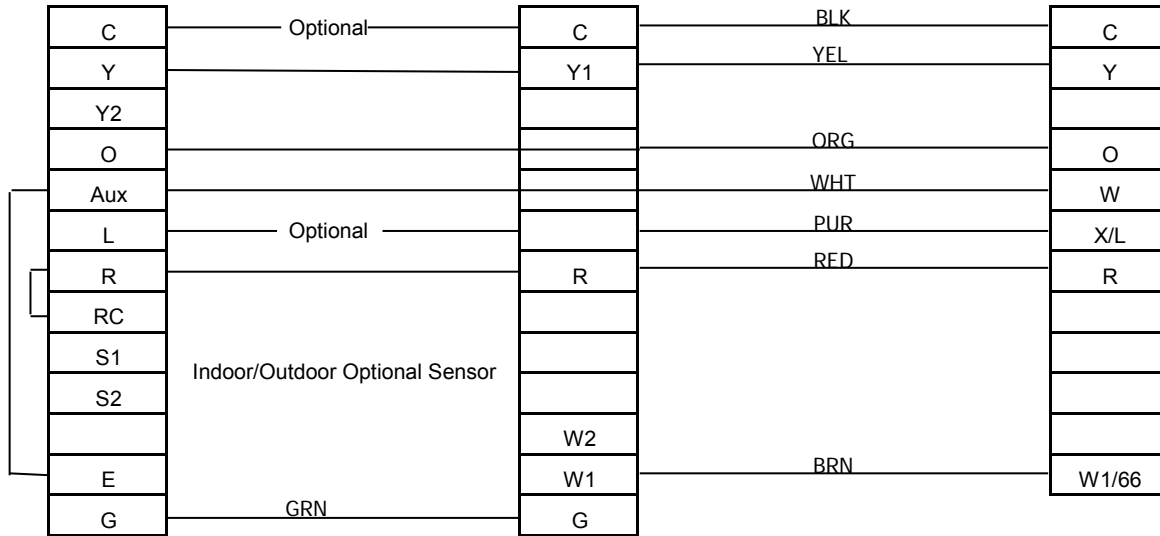 C Optional C BLK C
Y Y1 YEL Y
Y2
O ORG O
Aux WHT W
L Optional PUR X/L
R R RED R
RC
S1
Indoor/Outdoor Optional Sensor
S2
W2
E W1 BRN W1/66
G GRN G